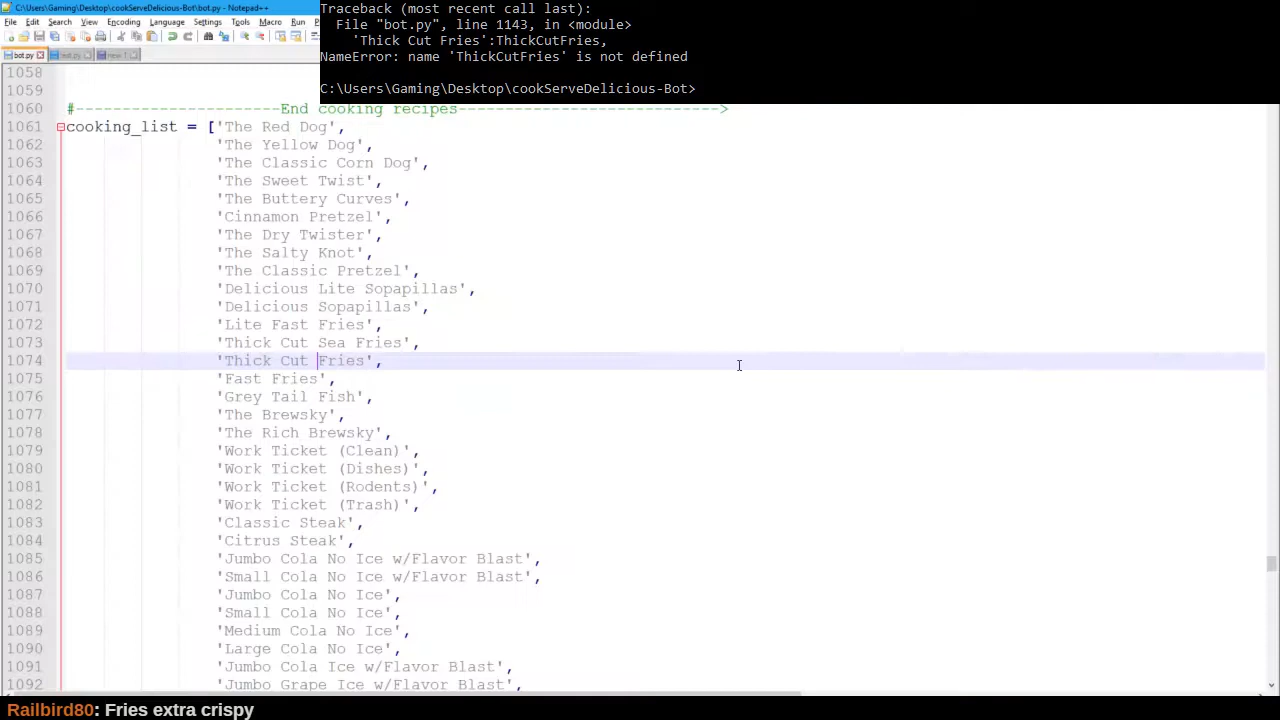 C:\Users\Gaming\Desktop\cookServeDelicious-Bot\bot.py - Notepad++
File Edit Search View Encoding Language Settings Tools Macro Run
bot.py new 1
Traceback (most recent call last):
File "bot.py", line 1143, in <module>
'Thick Cut Fries':ThickCutFries,
NameError: name 'ThickCutFries' is not defined
C:\Users\Gaming\Desktop\cookServeDelicious-Bot>
1058
1059
1060 #----------------------End cooking recipes---------------------------->
1061 cooking_list = ['The Red Dog',
1062 'The Yellow Dog',
1063 'The Classic Corn Dog',
1064 'The Sweet Twist',
1065 'The Buttery Curves',
1066 'Cinnamon Pretzel',
1067 'The Dry Twister',
1068 'The Salty Knot',
1069 'The Classic Pretzel',
1070 'Delicious Lite Sopapillas',
1071 'Delicious Sopapillas',
1072 'Lite Fast Fries',
1073 'Thick Cut Sea Fries',
1074 'Thick Cut Fries',
1075 'Fast Fries',
1076 'Grey Tail Fish',
1077 'The Brewsky',
1078 'The Rich Brewsky',
1079 'Work Ticket (Clean)',
1080 'Work Ticket (Dishes)',
1081 'Work Ticket (Rodents)',
1082 'Work Ticket (Trash)',
1083 'Classic Steak',
1084 'Citrus Steak',
1085 'Jumbo Cola No Ice w/Flavor Blast',
1086 'Small Cola No Ice w/Flavor Blast',
1087 'Jumbo Cola No Ice',
1088 'Small Cola No Ice',
1089 'Medium Cola No Ice',
1090 'Large Cola No Ice',
1091 'Jumbo Cola Ice w/Flavor Blast',
1092 'Jumbo Grape Ice w/Flavor Blast',
Railbird80: Fries extra crispy